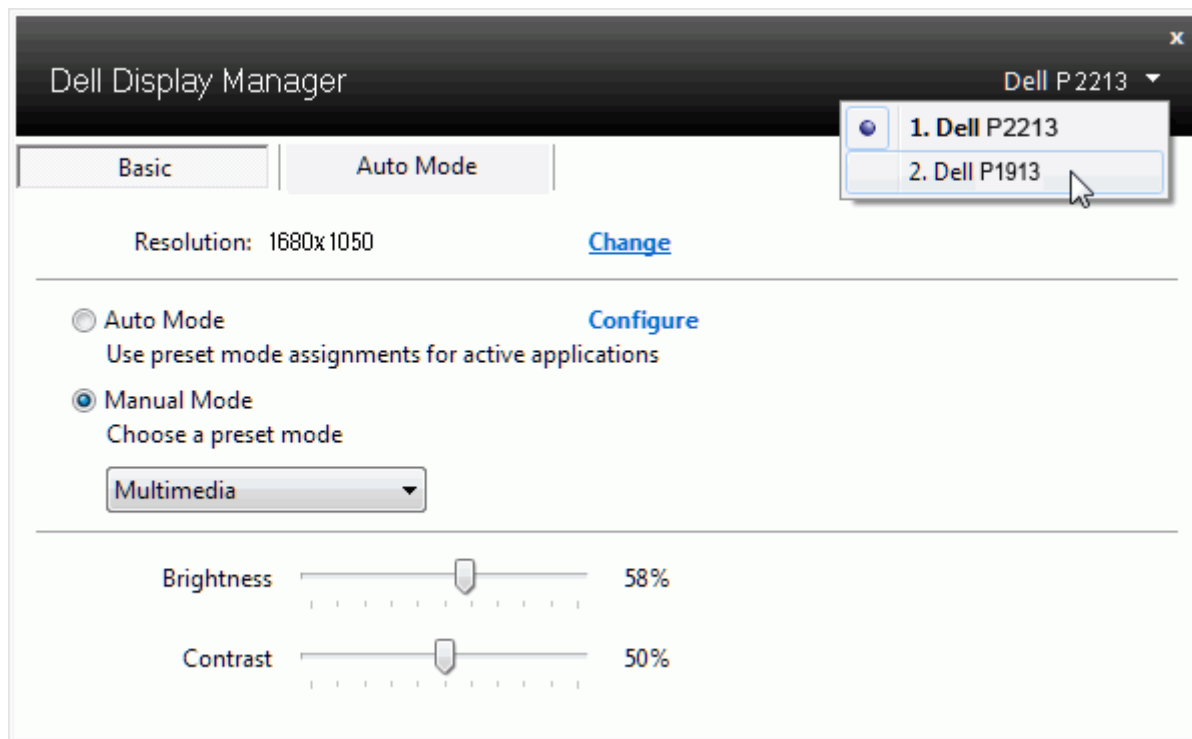 x
Dell Display Manager
Dell P2213
1. Dell P2213
2. Dell P1913
Basic
Auto Mode
Resolution: 1680x1050
Change
Auto Mode
Configure
Use preset mode assignments for active applications
Manual Mode
Choose a preset mode
Multimedia
Brightness
58%
Contrast
50%